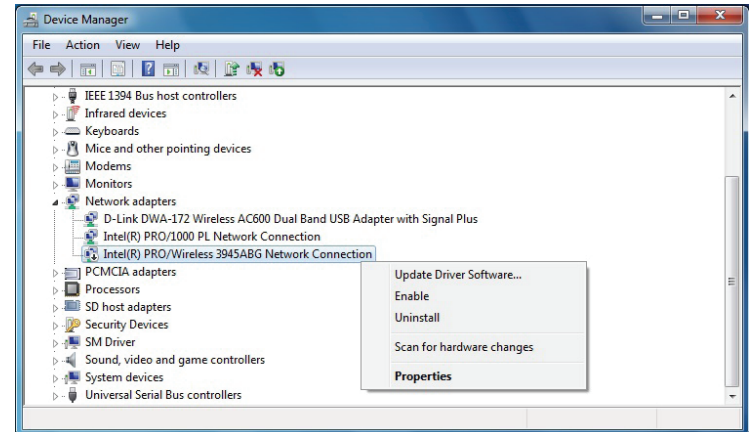 Device Manager
File Action View Help
IEEE 1394 Bus host controllers
Infrared devices
Keyboards
Mice and other pointing devices
Modems
Monitors
Network adapters
D-Link DWA-172 Wireless AC600 Dual Band USB Adapter with Signal Plus
Intel(R) PRO/1000 PL Network Connection
Intel(R) PRO/Wireless 3945ABG Network Connection
PCMCIA adapters
Processors
SD host adapters
Security Devices
SM Driver
Sound, video and game controllers
System devices
Universal Serial Bus controllers
Update Driver Software...
Enable
Uninstall
Scan for hardware changes
Properties